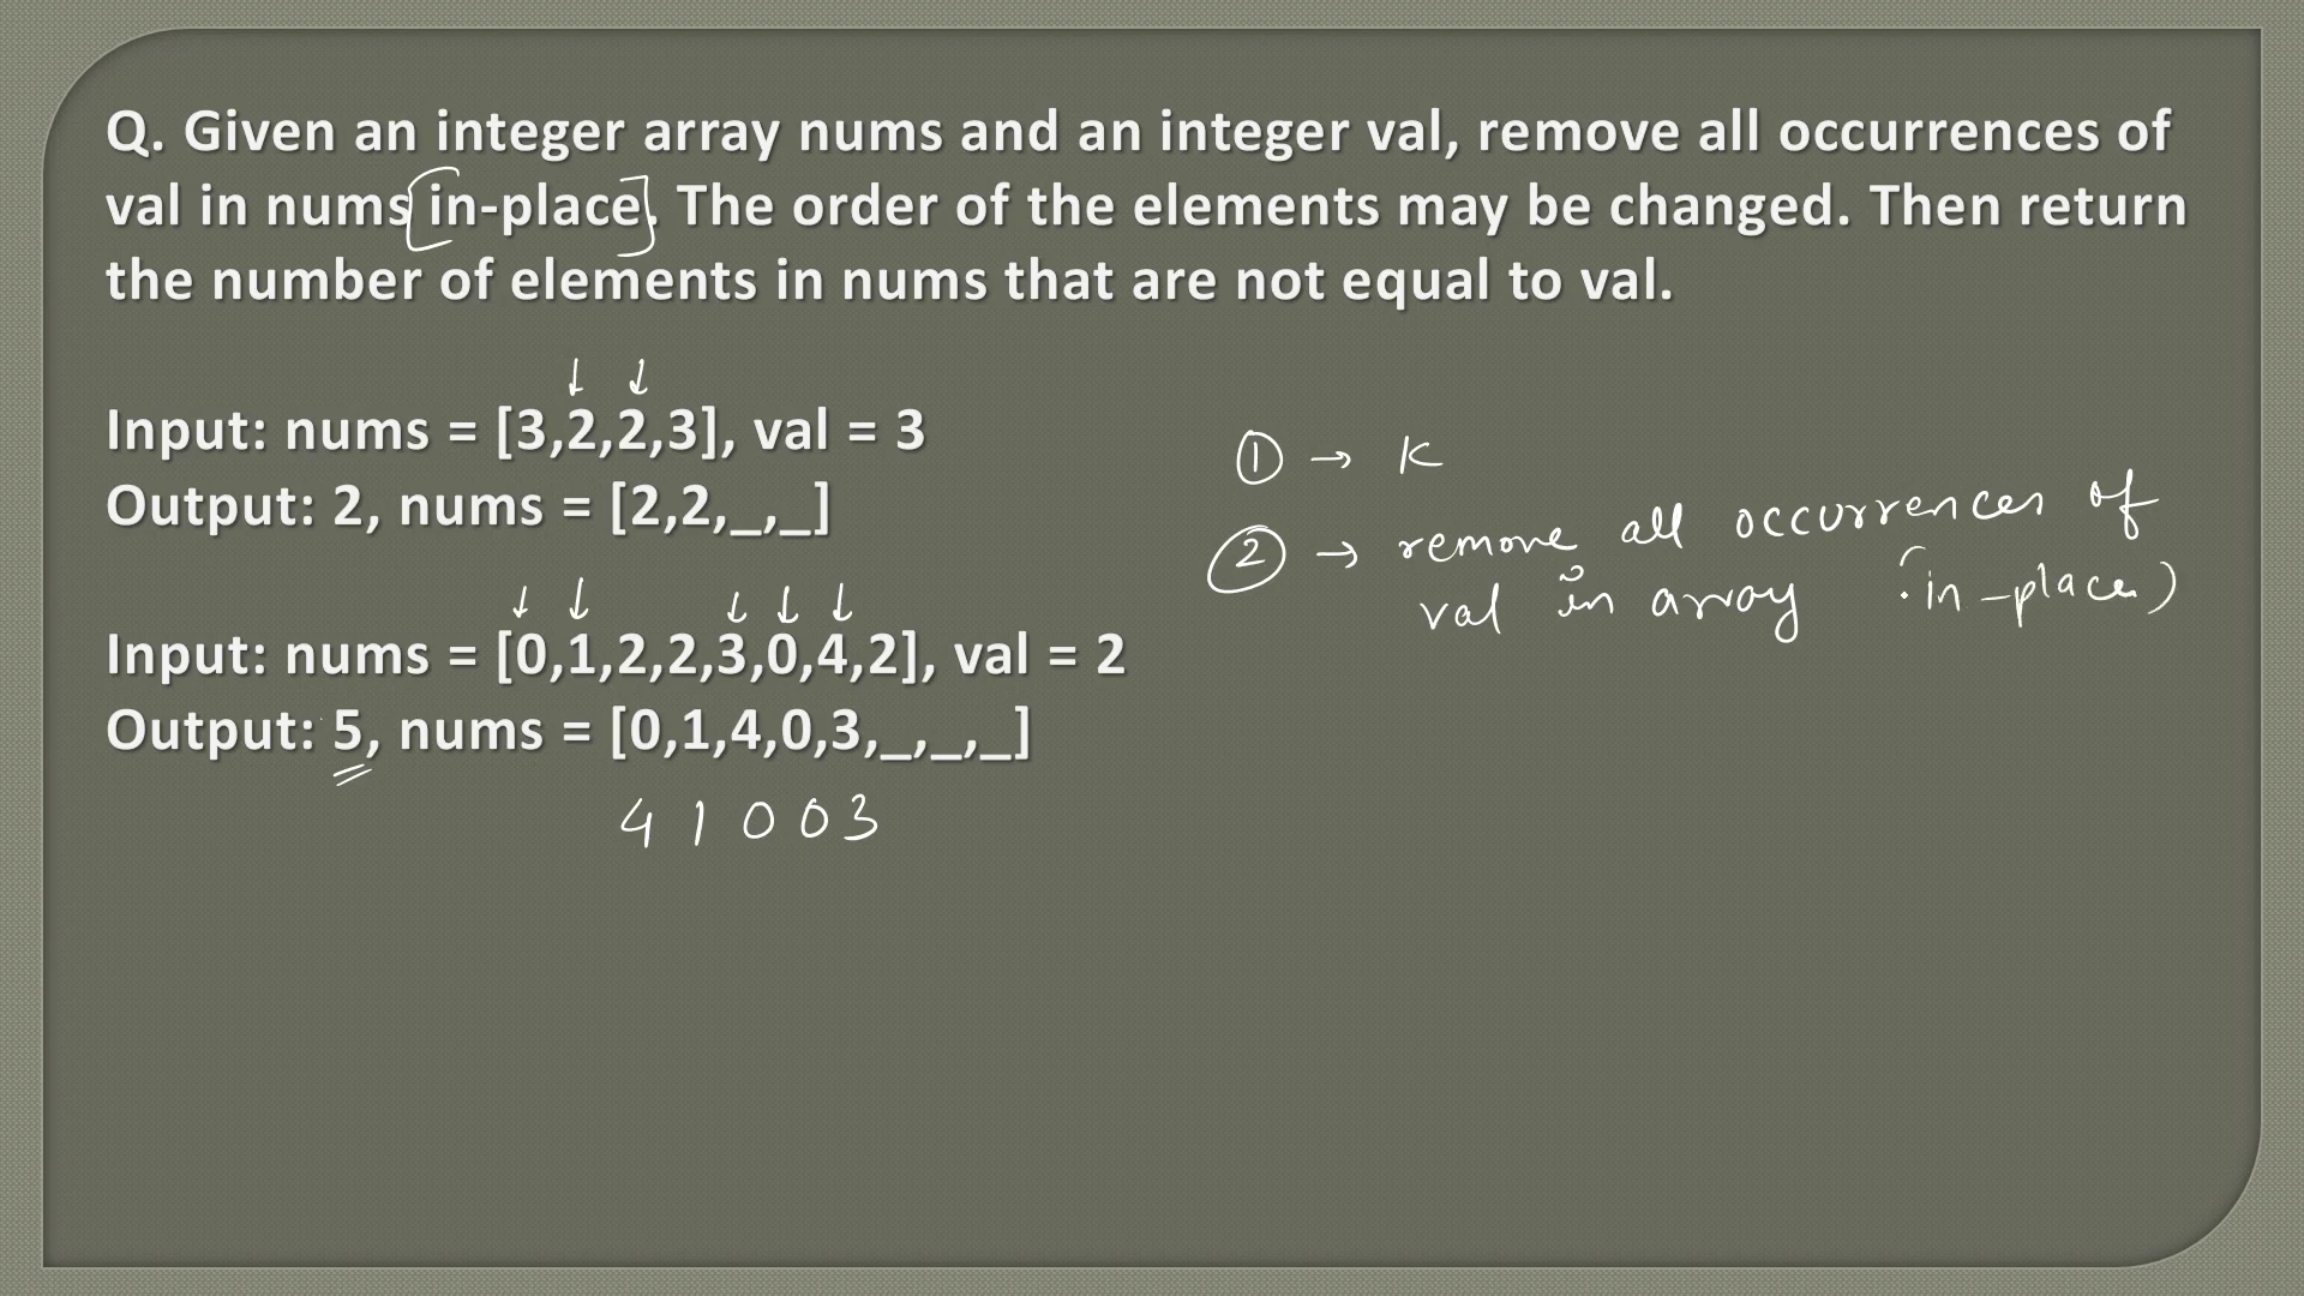 Q. Given an integer array nums and an integer val, remove all occurrences of
val in nums in-place. The order of the elements may be changed. Then return
the number of elements in nums that are not equal to val.
Input: nums = [3,2,2,3], val = 3
Output: 2, nums = [2,2,_,_]
Input: nums = [0,1,2,2,3,0,4,2], val = 2
Output: 5, nums = [0,1,4,0,3,_,_,_]
4 1 0 0 3
1 → K
2 → remove all occurrences of
val in array (in-place)